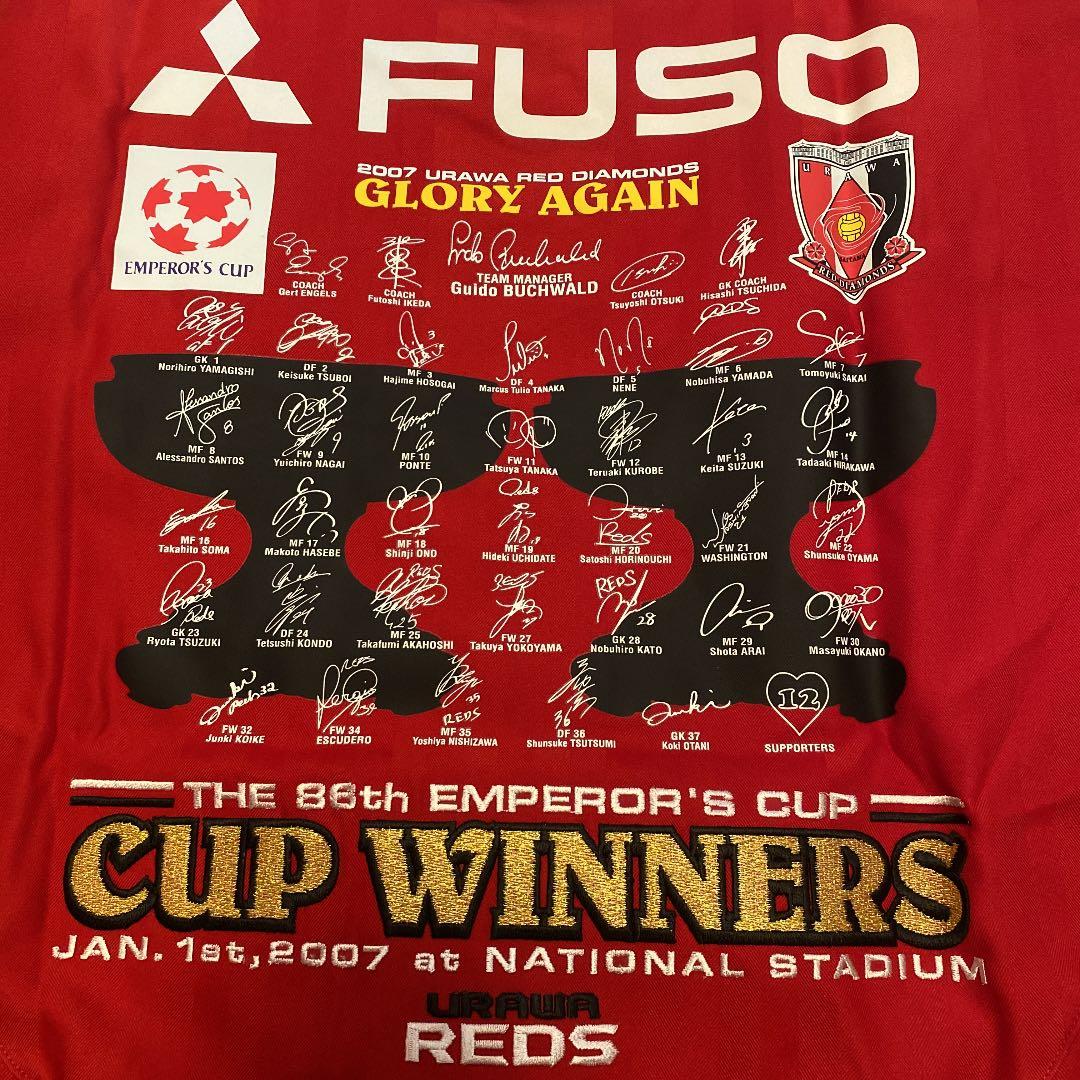 FUSO
2007 URAWA RED DIAMONDS
GLORY AGAIN
EMPEROR'S CUP
URAWA
SAITAMA
RED DIAMONDS
COACH
Gert ENGELS
COACH
Futoshi IKEDA
TEAM MANAGER
Guido BUCHWALD
COACH
Tsuyoshi OTSUKI
GK COACH
Hisashi TSUCHIDA
GK 1
Norihiro YAMAGISHI
DF 2
Keisuke TSUBOI
MF 3
Hajime HOSOGAI
DF 4
Marcus Tulio TANAKA
DF 5
NENE
MF 6
Nobuhisa YAMADA
MF 7
Tomoyuki SAKAI
MF 8
Alessandro SANTOS
FW 9
Yuichiro NAGAI
MF 10
PONTE
FW 11
Tatsuya TANAKA
FW 12
Teruaki KUROBE
MF 13
Keita SUZUKI
MF 14
Tadaaki HIRAKAWA
MF 16
Takahito SOMA
MF 17
Makoto HASEBE
MF 18
Shinji ONO
MF 19
Hideki UCHIDATE
MF 20
Satoshi HORINOUCHI
FW 21
WASHINGTON
MF 22
Shunsuke OYAMA
GK 23
Ryota TSUZUKI
DF 24
Tetsushi KONDO
MF 25
Takafumi AKAHOSHI
FW 27
Takuya YOKOYAMA
GK 28
Nobuhiro KATO
MF 29
Shota ARAI
FW 30
Masayuki OKANO
FW 32
Junki KOIKE
FW 34
ESCUDERO
MF 35
Yoshiya NISHIZAWA
DF 36
Shunsuke TSUTSUMI
GK 37
Koki OTANI
12
SUPPORTERS
THE 86th EMPEROR'S CUP
CUP WINNERS
JAN. 1st, 2007 at NATIONAL STADIUM
URAWA
REDS